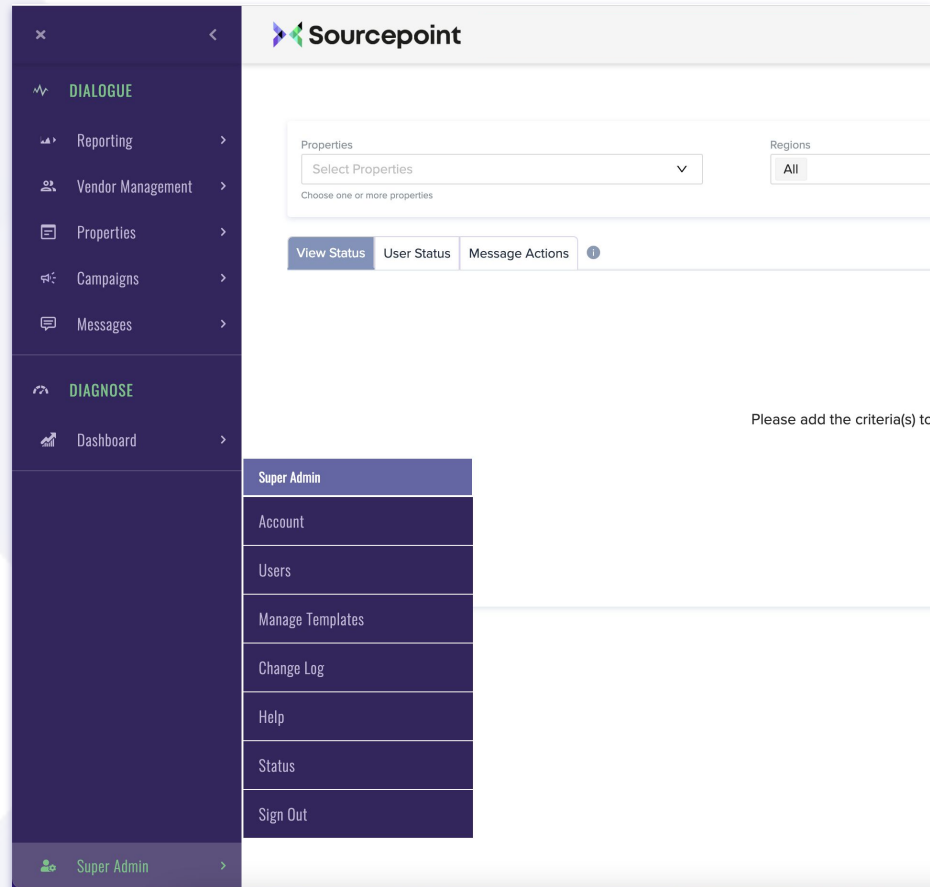 Sourcepoint
DIALOGUE
Reporting
Vendor Management
Properties
Campaigns
Messages
DIAGNOSE
Dashboard
Super Admin
Properties
Select Properties
Choose one or more properties
Regions
All
View Status
User Status
Message Actions
Please add the criteria(s) to
Super Admin
Account
Users
Manage Templates
Change Log
Help
Status
Sign Out